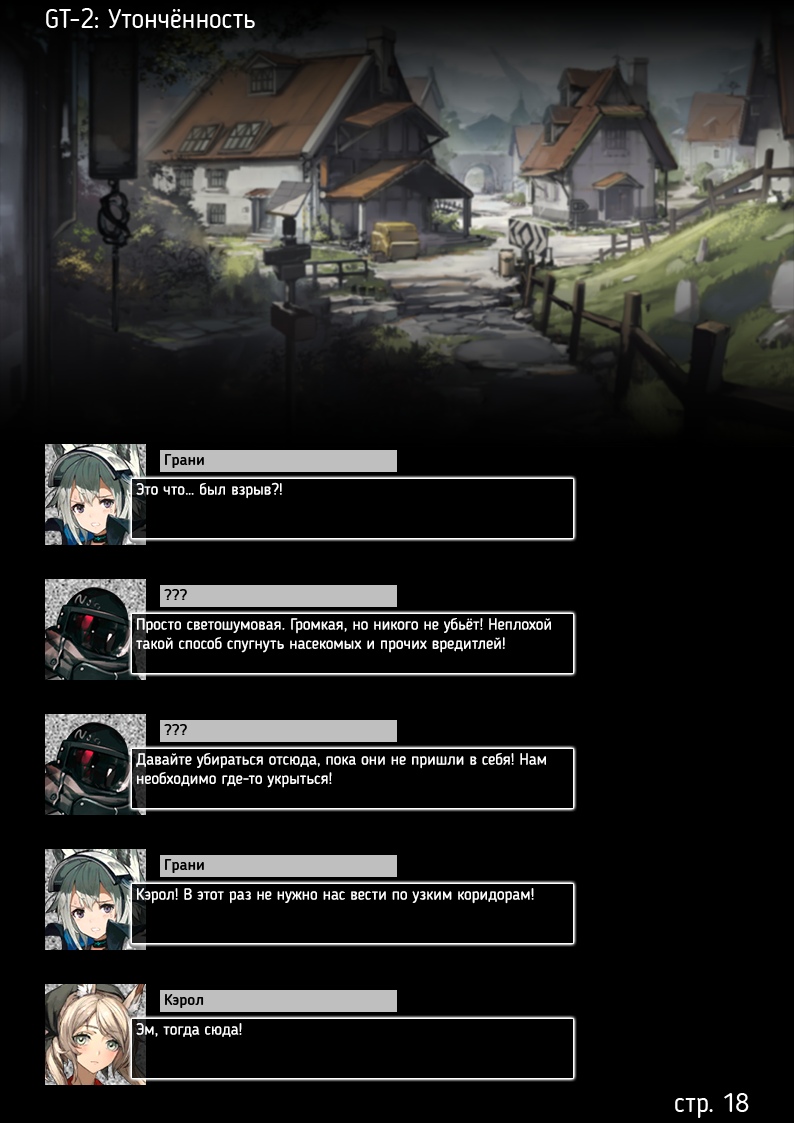 GT-2: Утончённость
Грани
Это что... был взрыв?!
???
Просто светошумовая. Громкая, но никого не убьёт! Неплохой
такой способ спугнуть насекомых и прочих вредитлей!
???
Давайте убираться отсюда, пока они не пришли в себя! Нам
необходимо где-то укрыться!
Грани
Кэрол! В этот раз не нужно нас вести по узким коридорам!
Кэрол
Эм, тогда сюда!
стр. 18